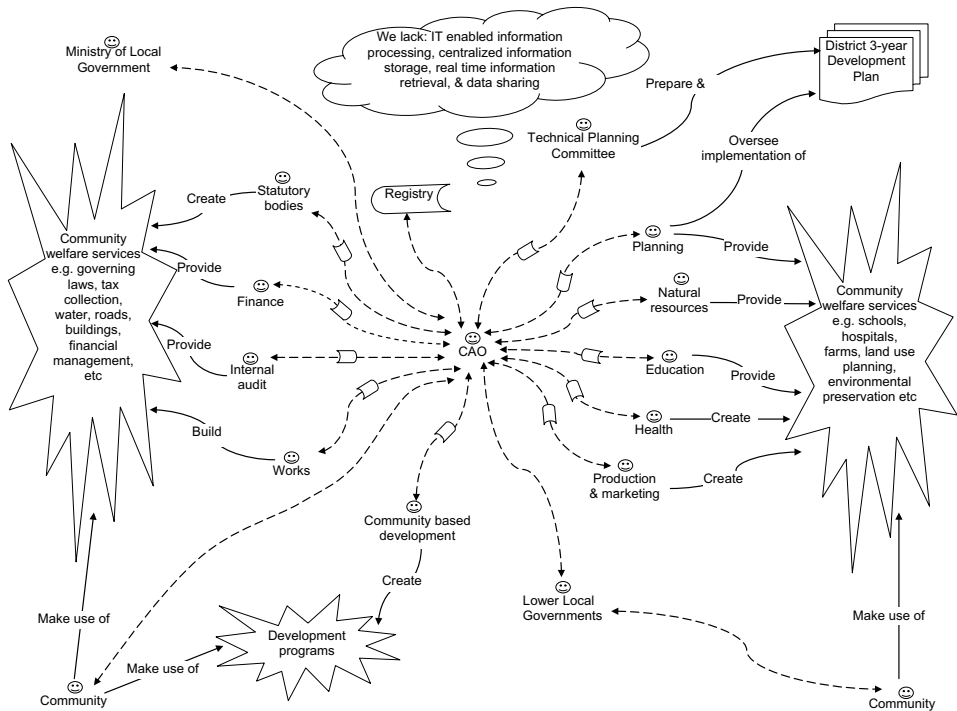 We lack: IT enabled information
processing, centralized information
storage, real time information
retrieval, & data sharing
Ministry of Local
Government
District 3-year
Development
Plan
Prepare &
Technical Planning
Committee
Oversee
implementation of
Registry
Create
Statutory
bodies
Planning
Provide
Community
welfare services
e.g. governing
laws, tax
collection,
water, roads,
buildings,
financial
management,
etc
Provide
Finance
Natural
resources
Provide
Community
welfare services
e.g. schools,
hospitals,
farms, land use
planning,
environmental
preservation etc
CAO
Provide
Internal
audit
Education
Provide
Build
Works
Health
Create
Production
& marketing
Create
Community based
development
Create
Lower Local
Governments
Development
programs
Make use of
Make use of
Make use of
Community
Community